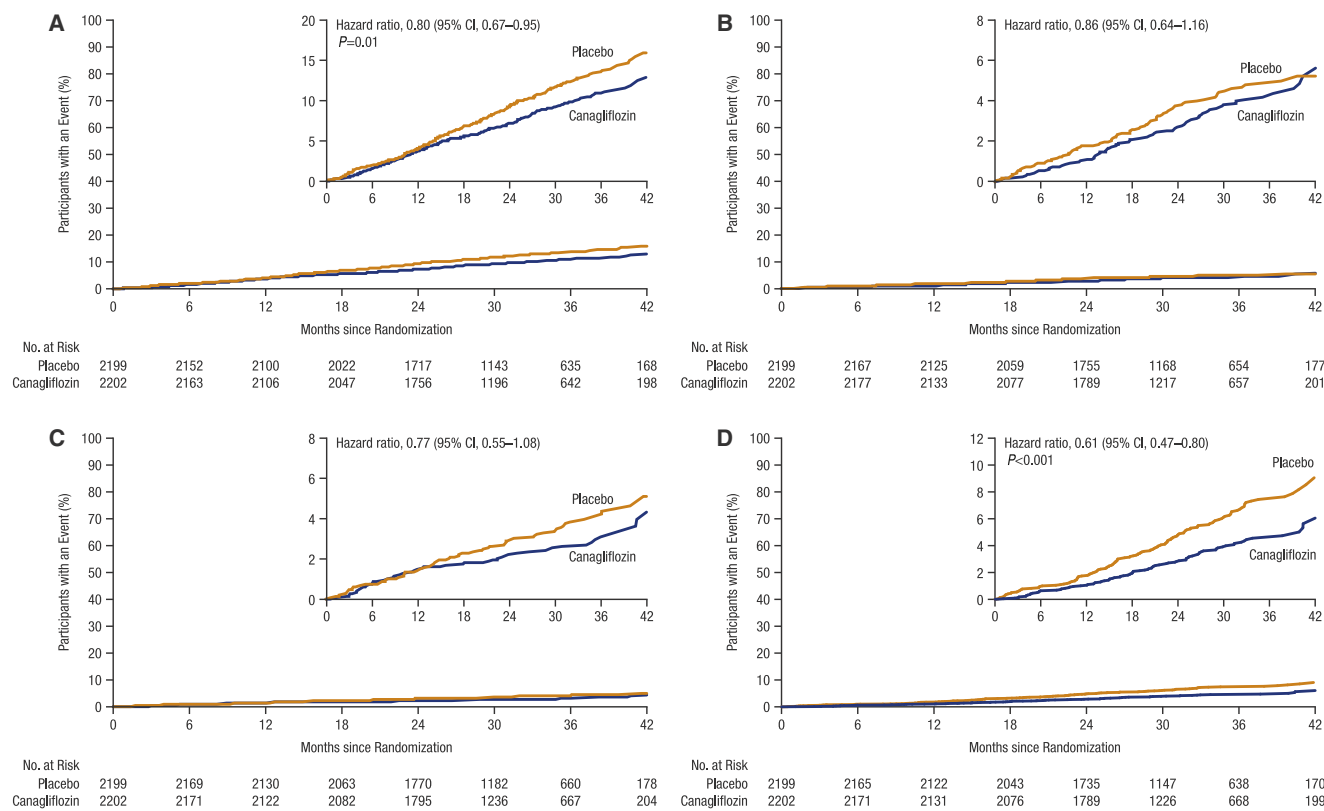 A
Participants with an Event (%)
100
90
80
70
60
50
40
30
20
10
0
0 6 12 18 24 30 36 42
Months since Randomization
Hazard ratio, 0.80 (95% CI, 0.67–0.95)
P=0.01
20
15
10
5
0
0 6 12 18 24 30 36 42
Placebo
Canagliflozin
No. at Risk
Placebo 2199 2152 2100 2022 1717 1143 635 168
Canagliflozin 2202 2163 2106 2047 1756 1196 642 198
B
Participants with an Event (%)
100
90
80
70
60
50
40
30
20
10
0
0 6 12 18 24 30 36 42
Months since Randomization
Hazard ratio, 0.86 (95% CI, 0.64–1.16)
8
6
4
2
0
0 6 12 18 24 30 36 42
Placebo
Canagliflozin
No. at Risk
Placebo 2199 2167 2125 2059 1755 1168 654 177
Canagliflozin 2202 2177 2133 2077 1789 1217 657 201
C
Participants with an Event (%)
100
90
80
70
60
50
40
30
20
10
0
0 6 12 18 24 30 36 42
Months since Randomization
Hazard ratio, 0.77 (95% CI, 0.55–1.08)
8
6
4
2
0
0 6 12 18 24 30 36 42
Placebo
Canagliflozin
No. at Risk
Placebo 2199 2169 2130 2063 1770 1182 660 178
Canagliflozin 2202 2171 2122 2082 1795 1236 667 204
D
Participants with an Event (%)
100
90
80
70
60
50
40
30
20
10
0
0 6 12 18 24 30 36 42
Months since Randomization
Hazard ratio, 0.61 (95% CI, 0.47–0.80)
P<0.001
12
10
8
6
4
2
0
0 6 12 18 24 30 36 42
Placebo
Canagliflozin
No. at Risk
Placebo 2199 2165 2122 2043 1735 1147 638 170
Canagliflozin 2202 2171 2131 2076 1789 1226 668 199